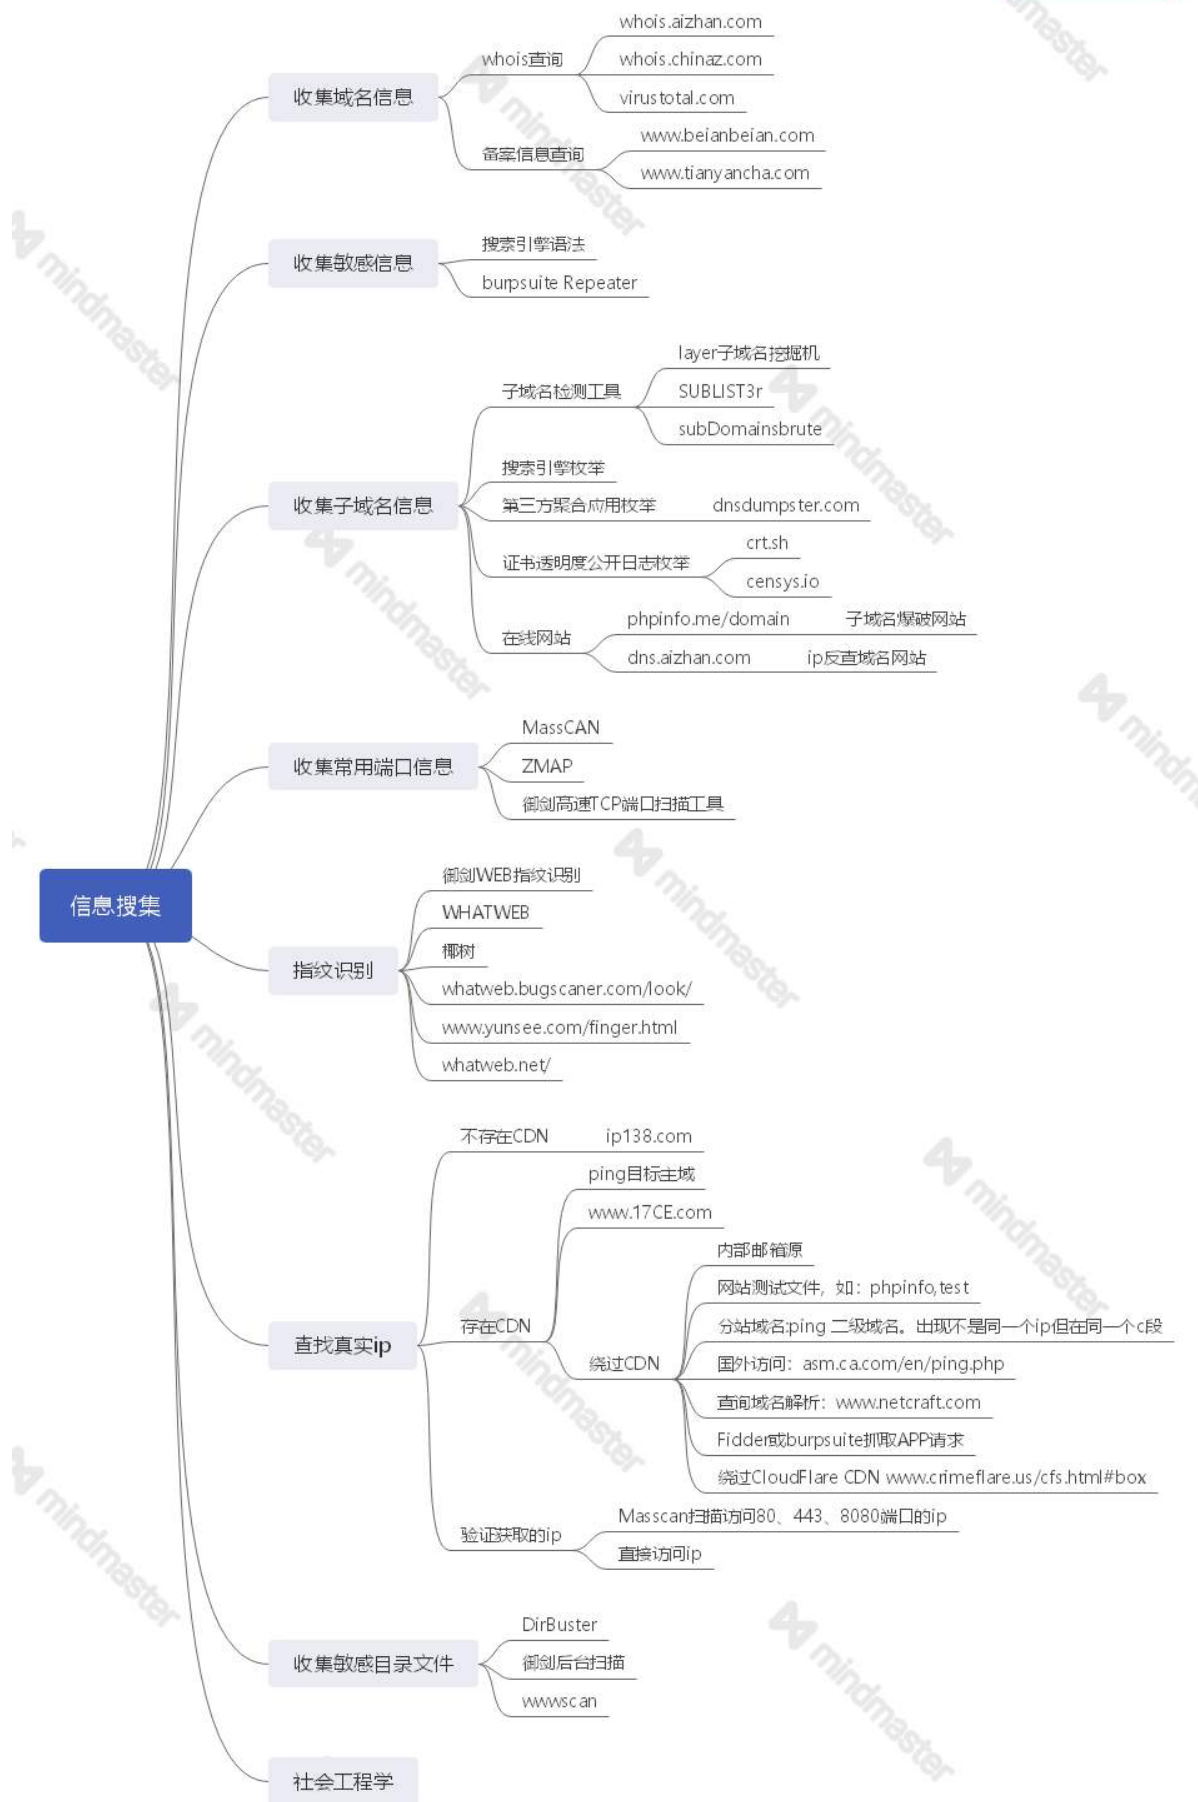 whois.aizhan.com
whois查询
whois.chinaz.com
收集域名信息
virustotal.com
www.beianbeian.com
备案信息查询
www.tianyancha.com
搜索引擎语法
收集敏感信息
burpsuite Repeater
layer子域名挖掘机
子域名检测工具
SUBLIST3r
subDomainsbrute
搜索引擎枚举
收集子域名信息
第三方聚合应用枚举 dnsdumpster.com
crt.sh
证书透明度公开日志枚举
censys.io
phpinfo.me/domain 子域名爆破网站
在线网站
dns.aizhan.com ip反查域名网站
MassCAN
收集常用端口信息
ZMAP
御剑高速TCP端口扫描工具
御剑WEB指纹识别
信息搜集
WHATWEB
椰树
指纹识别
whatweb.bugscaner.com/look/
www.yunsee.com/finger.html
whatweb.net/
不存在CDN ip138.com
ping目标主域
www.17CE.com
内部邮箱源
网站测试文件，如：phpinfo,test
存在CDN
分站域名:ping 二级域名。出现不是同一个ip但在同一个c段
查找真实ip
绕过CDN
国外访问：asm.ca.com/en/ping.php
查询域名解析：www.netcraft.com
Fidder或burpsuite抓取APP请求
绕过CloudFlare CDN www.crimeflare.us/cfs.html#box
Masscan扫描访问80、443、8080端口的ip
验证获取的ip
直接访问ip
DirBuster
收集敏感目录文件
御剑后台扫描
wwwscan
社会工程学
mindmaster
mindmaster
mindmaster
mindmaster
mindmaster
mindmaster
mindmaster
mindmaster
mindmaster
mindmaster
mindmaster
mindmaster